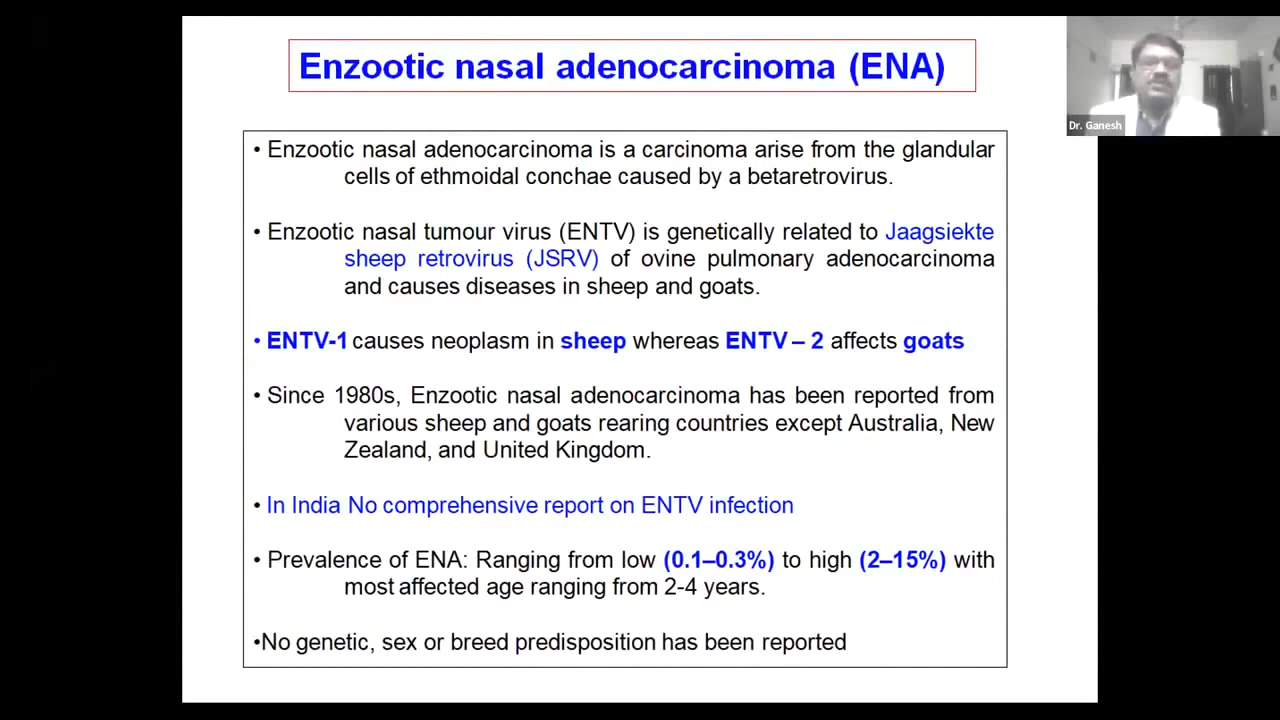 Enzootic nasal adenocarcinoma (ENA)
Dr. Ganesh
• Enzootic nasal adenocarcinoma is a carcinoma arise from the glandular
cells of ethmoidal conchae caused by a betaretrovirus.
• Enzootic nasal tumour virus (ENTV) is genetically related to Jaagsiekte
sheep retrovirus (JSRV) of ovine pulmonary adenocarcinoma
and causes diseases in sheep and goats.
• ENTV-1 causes neoplasm in sheep whereas ENTV – 2 affects goats
• Since 1980s, Enzootic nasal adenocarcinoma has been reported from
various sheep and goats rearing countries except Australia, New
Zealand, and United Kingdom.
• In India No comprehensive report on ENTV infection
• Prevalence of ENA: Ranging from low (0.1–0.3%) to high (2–15%) with
most affected age ranging from 2-4 years.
•No genetic, sex or breed predisposition has been reported